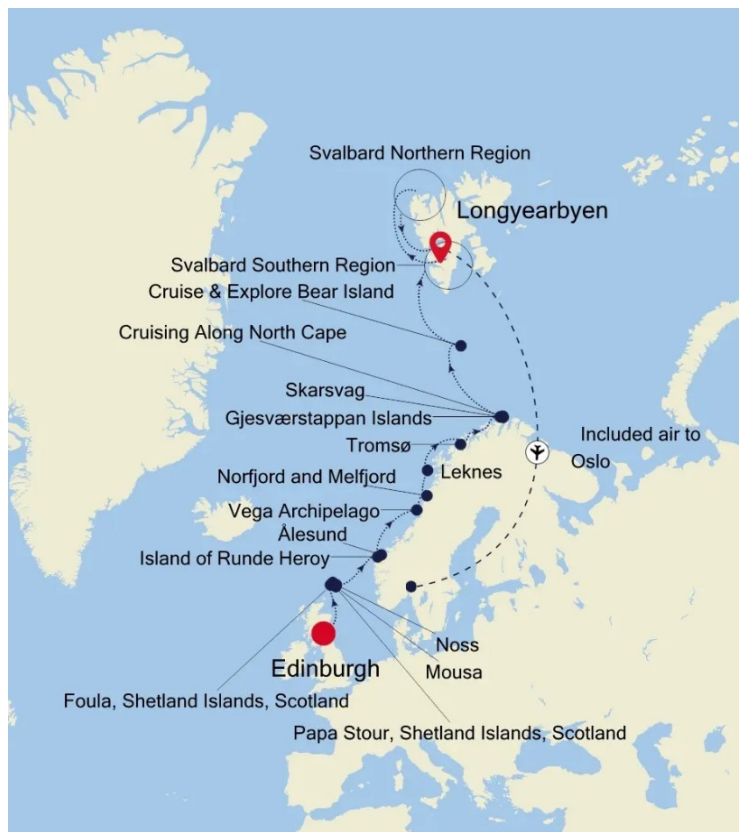 Svalbard Northern Region
Longyearbyen
Svalbard Southern Region
Cruise & Explore Bear Island
Cruising Along North Cape
Skarsvag
Gjesværstappan Islands
Tromsø
Included air to
Oslo
Leknes
Norfjord and Melfjord
Vega Archipelago
Ålesund
Island of Runde Heroy
Noss
Edinburgh
Mousa
Foula, Shetland Islands, Scotland
Papa Stour, Shetland Islands, Scotland